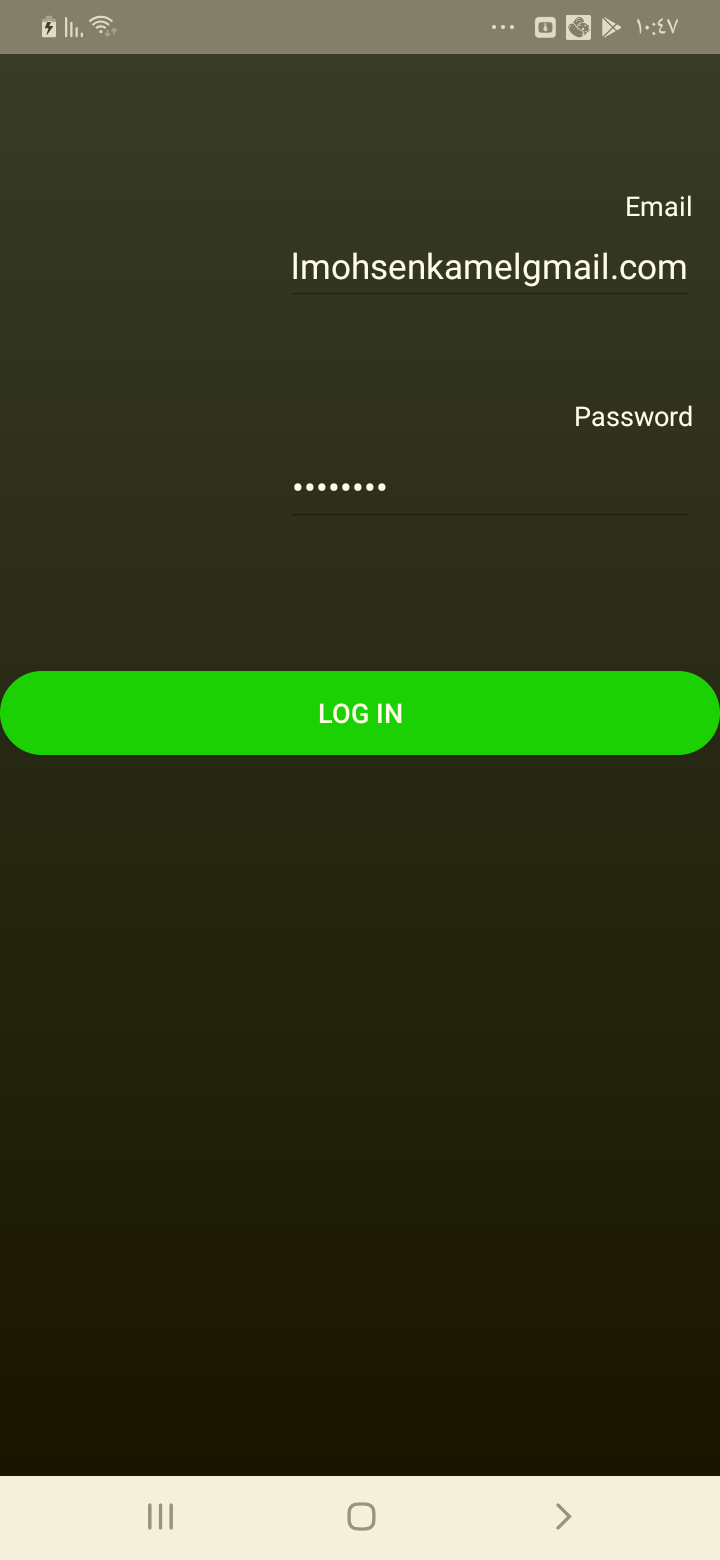 ١٠:٤٧
Email
lmohsenkamelgmail.com
Password
••••••••
LOG IN